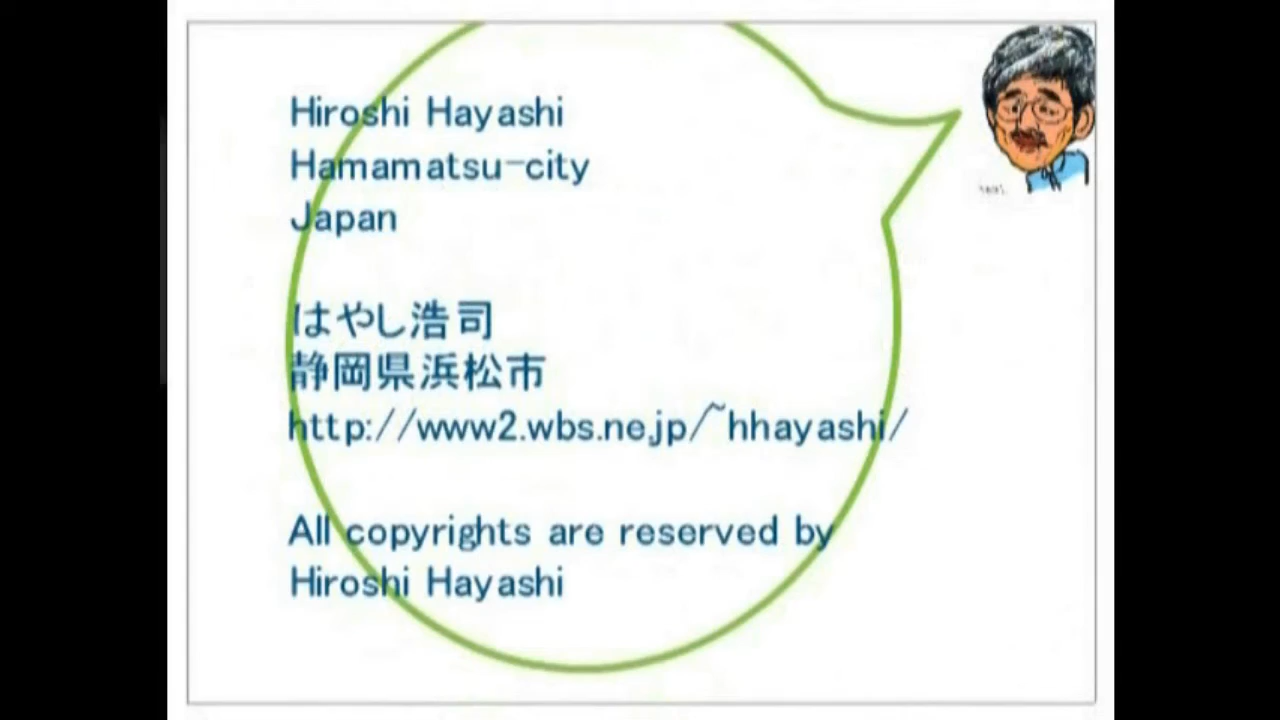 Hiroshi Hayashi
Hamamatsu-city
Japan
はやし浩司
静岡県浜松市
http://www2.wbs.ne.jp/~hhayashi/
All copyrights are reserved by
Hiroshi Hayashi